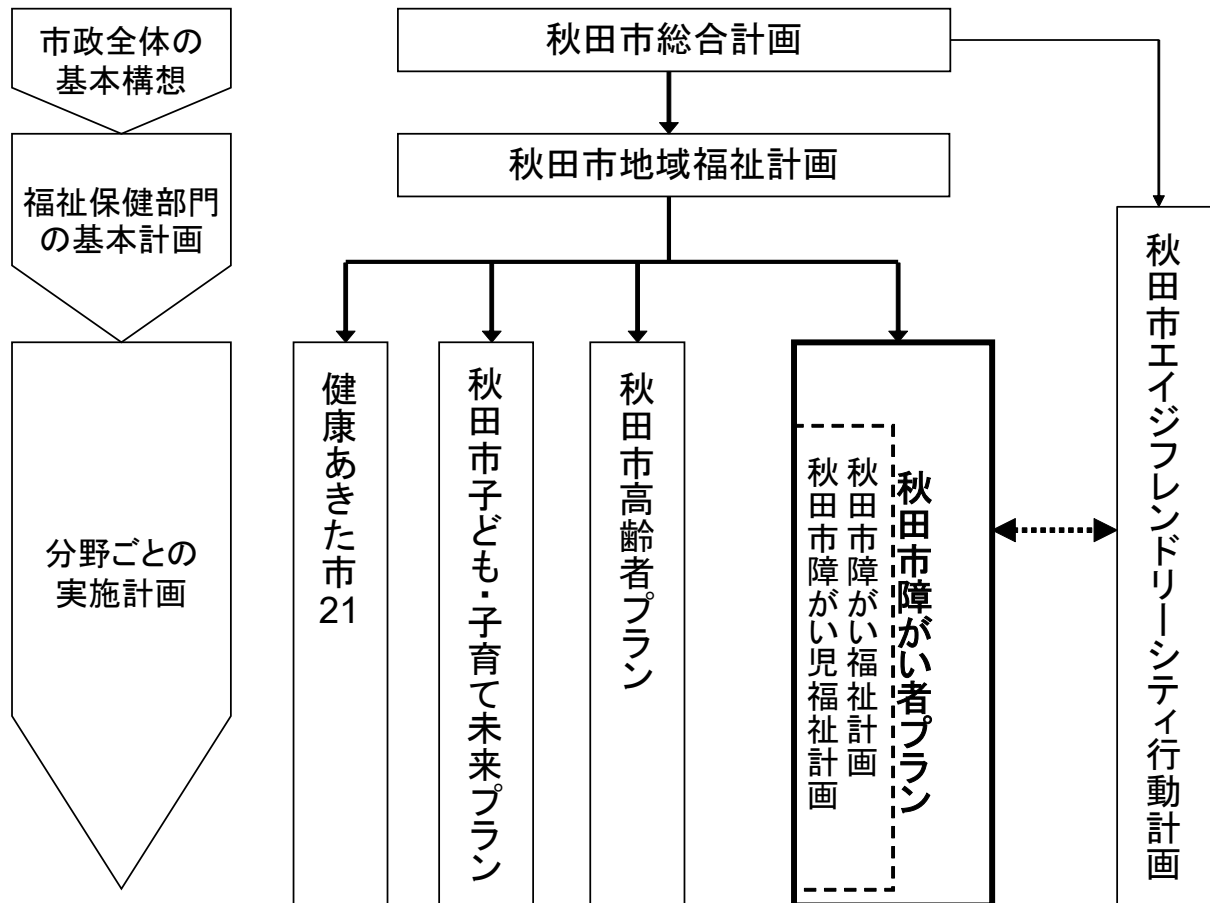 市政全体の
基本構想
秋田市総合計画
秋田市地域福祉計画
福祉保健部門
の基本計画
分野ごとの
実施計画
健康あきた市21
秋田市子ども・子育て未来プラン
秋田市高齢者プラン
秋田市障がい者プラン
秋田市障がい福祉計画
秋田市障がい児福祉計画
秋田市エイジフレンドリーシティ行動計画